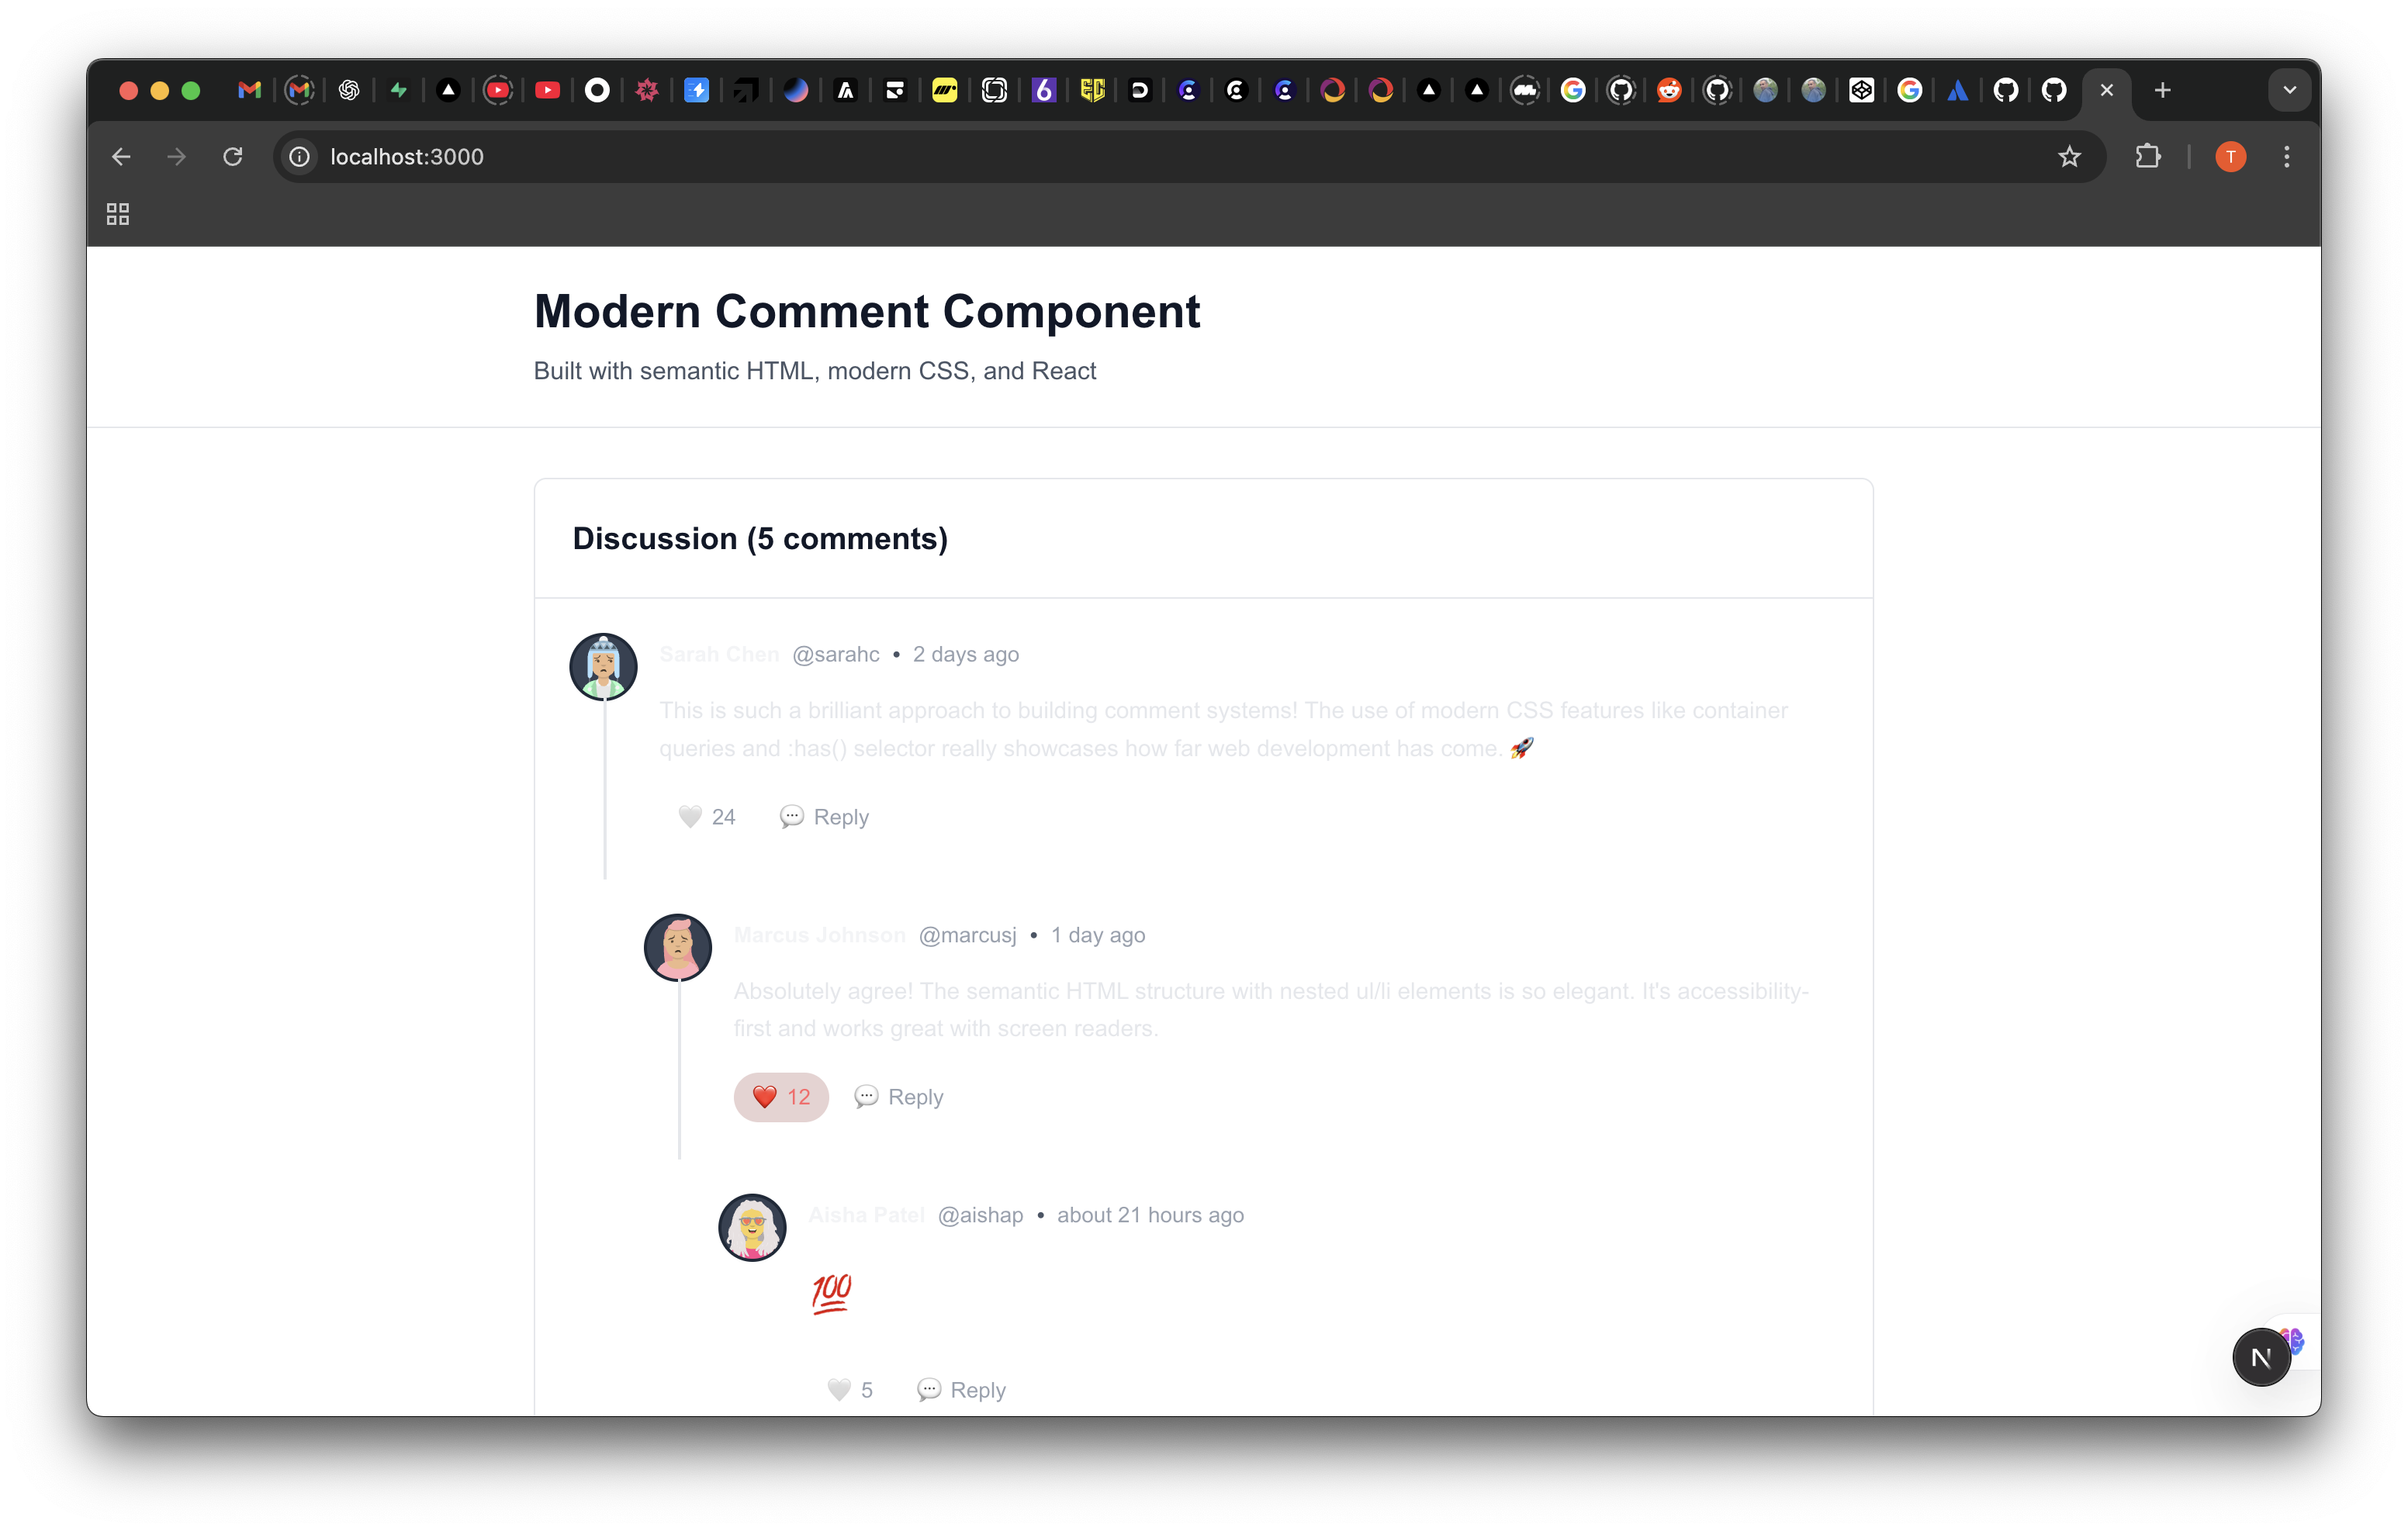 localhost:3000
T
Modern Comment Component
Built with semantic HTML, modern CSS, and React
Discussion (5 comments)
Sarah Chen @sarahc • 2 days ago
This is such a brilliant approach to building comment systems! The use of modern CSS features like container
queries and :has() selector really showcases how far web development has come. 🚀
🤍 24 💬 Reply
Marcus Johnson @marcusj • 1 day ago
Absolutely agree! The semantic HTML structure with nested ul/li elements is so elegant. It's accessibility-
first and works great with screen readers.
❤️ 12 💬 Reply
Aisha Patel @aishap • about 21 hours ago
💯
🤍 5 💬 Reply
N